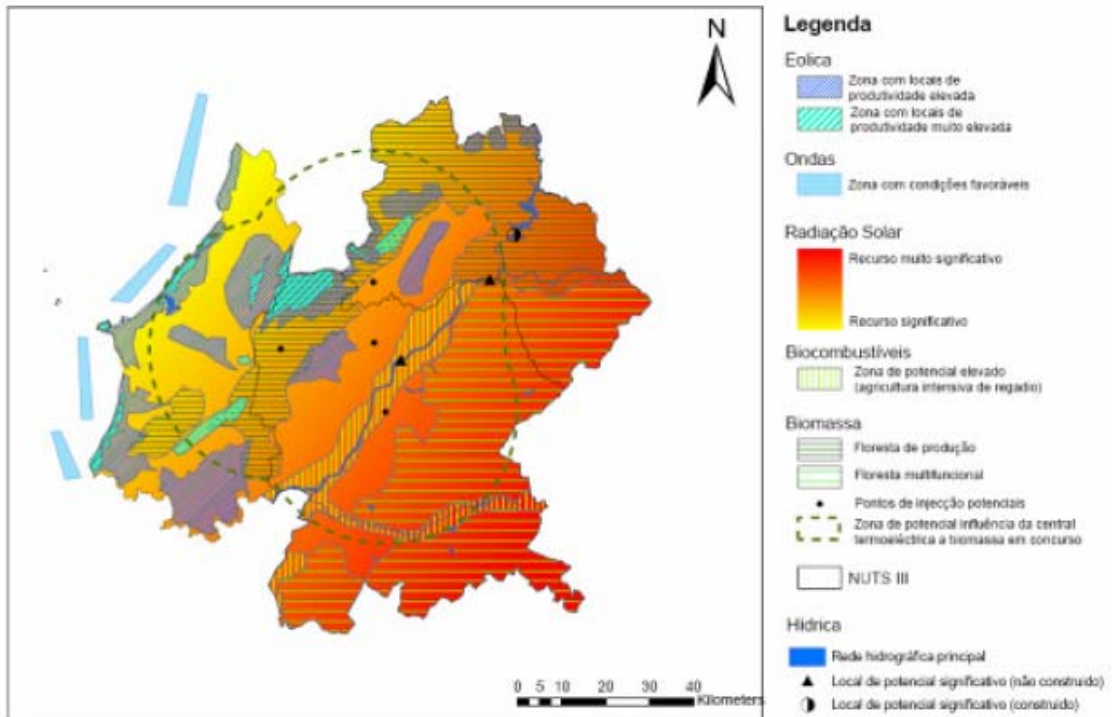 N
Legenda
Eolica
Zona com locais de
produtividade elevada
Zona com locais de
produtividade muito elevada
Ondas
Zona com condições favoráveis
Radiação Solar
Recurso muito significativo
Recurso significativo
Biocombustíveis
Zona de potencial elevado
(agricultura intensiva de regadio)
Biomassa
Floresta de produção
Floresta multifuncional
Pontos de injecção potenciais
Zona de potencial influência da central
termoeléctrica a biomassa em concurso
NUTS III
Hídrica
Rede hidrográfica principal
Local de potencial significativo (não construido)
Local de potencial significativo (construido)
0 5 10 20 30 40
Kilometers